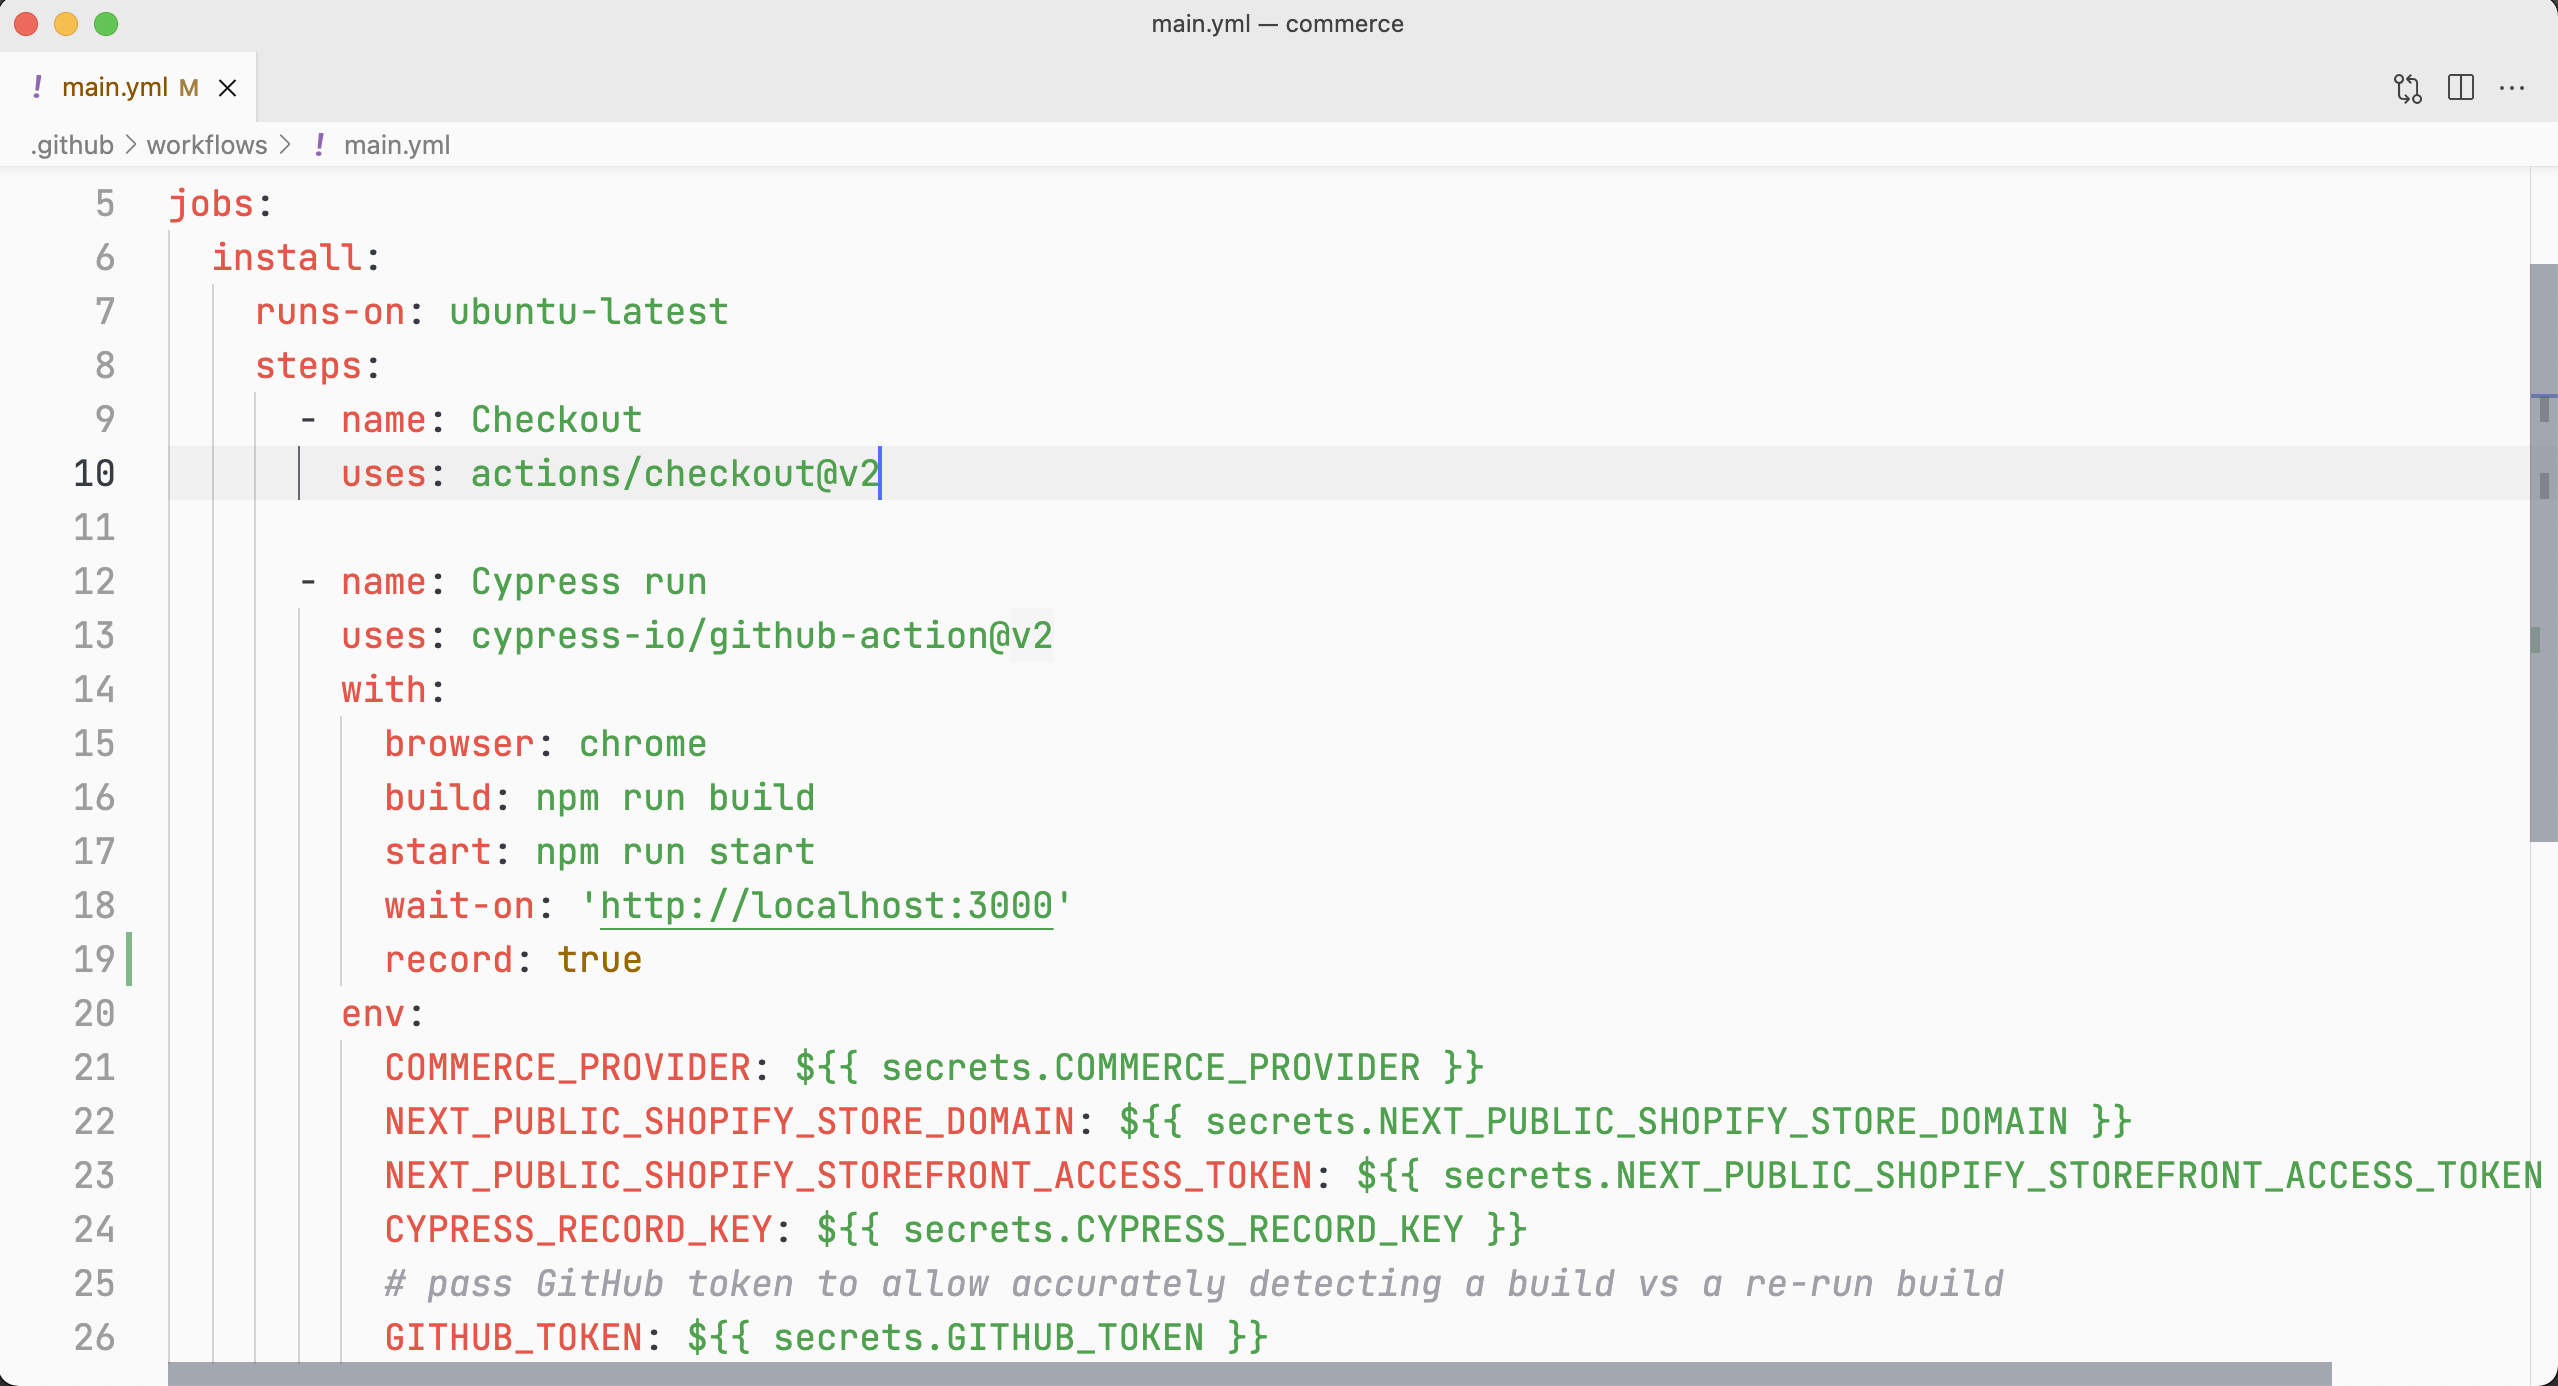 main.yml — commerce
! main.yml M
.github > workflows > ! main.yml
5 jobs:
6 install:
7 runs-on: ubuntu-latest
8 steps:
9 - name: Checkout
10 uses: actions/checkout@v2
11
12 - name: Cypress run
13 uses: cypress-io/github-action@v2
14 with:
15 browser: chrome
16 build: npm run build
17 start: npm run start
18 wait-on: 'http://localhost:3000'
19 record: true
20 env:
21 COMMERCE_PROVIDER: ${{ secrets.COMMERCE_PROVIDER }}
22 NEXT_PUBLIC_SHOPIFY_STORE_DOMAIN: ${{ secrets.NEXT_PUBLIC_SHOPIFY_STORE_DOMAIN }}
23 NEXT_PUBLIC_SHOPIFY_STOREFRONT_ACCESS_TOKEN: ${{ secrets.NEXT_PUBLIC_SHOPIFY_STOREFRONT_ACCESS_TOKEN
24 CYPRESS_RECORD_KEY: ${{ secrets.CYPRESS_RECORD_KEY }}
25 # pass GitHub token to allow accurately detecting a build vs a re-run build
26 GITHUB_TOKEN: ${{ secrets.GITHUB_TOKEN }}